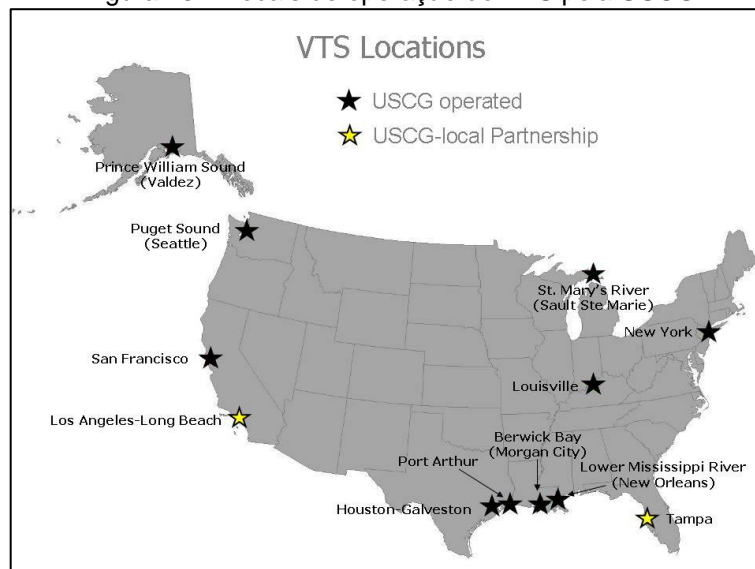 VTS Locations
USCG operated
USCG-local Partnership
Prince William Sound
(Valdez)
Puget Sound
(Seattle)
St. Mary's River
(Sault Ste Marie)
New York
San Francisco
Louisville
Los Angeles-Long Beach
Berwick Bay
(Morgan City)
Port Arthur
Lower Mississippi River
(New Orleans)
Houston-Galveston
Tampa